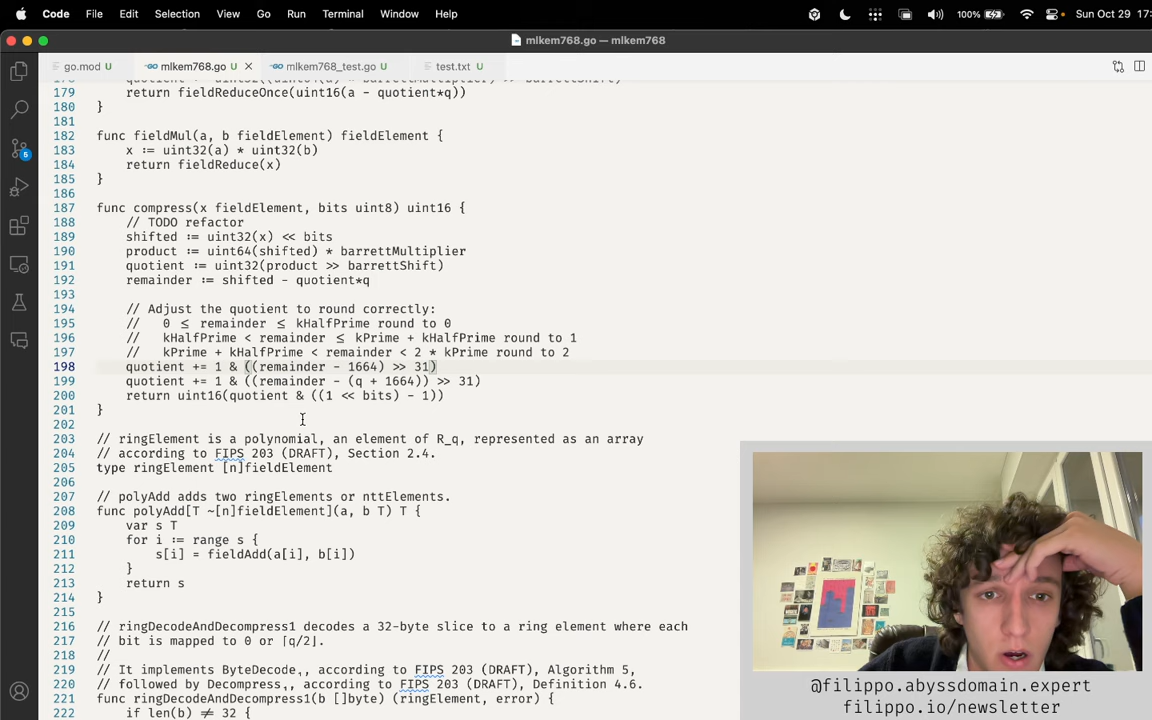 Code File Edit Selection View Go Run Terminal Window Help 100% Sun Oct 29 17:
mlkem768.go — mlkem768
go.mod U mlkem768.go U mlkem768_test.go U test.txt U
179 return fieldReduceOnce(uint16(a - quotient*q))
180 }
181
182 func fieldMul(a, b fieldElement) fieldElement {
183 x := uint32(a) * uint32(b)
184 return fieldReduce(x)
185 }
186
187 func compress(x fieldElement, bits uint8) uint16 {
188 // TODO refactor
189 shifted := uint32(x) << bits
190 product := uint64(shifted) * barrettMultiplier
191 quotient := uint32(product >> barrettShift)
192 remainder := shifted - quotient*q
193
194 // Adjust the quotient to round correctly:
195 // 0 ≤ remainder ≤ kHalfPrime round to 0
196 // kHalfPrime < remainder ≤ kPrime + kHalfPrime round to 1
197 // kPrime + kHalfPrime < remainder < 2 * kPrime round to 2
198 quotient += 1 & ((remainder - 1664) >> 31)
199 quotient += 1 & ((remainder - (q + 1664)) >> 31)
200 return uint16(quotient & ((1 << bits) - 1))
201 }
202
203 // ringElement is a polynomial, an element of R_q, represented as an array
204 // according to FIPS 203 (DRAFT), Section 2.4.
205 type ringElement [n]fieldElement
206
207 // polyAdd adds two ringElements or nttElements.
208 func polyAdd[T ~[n]fieldElement](a, b T) T {
209 var s T
210 for i := range s {
211 s[i] = fieldAdd(a[i], b[i])
212 }
213 return s
214 }
215
216 // ringDecodeAndDecompress1 decodes a 32-byte slice to a ring element where each
217 // bit is mapped to 0 or ⌈q/2⌋.
218 //
219 // It implements ByteDecode₁, according to FIPS 203 (DRAFT), Algorithm 5,
220 // followed by Decompress₁, according to FIPS 203 (DRAFT), Definition 4.6.
221 func ringDecodeAndDecompress1(b []byte) (ringElement, error) {
222 if len(b) ≠ 32 {
5
@filippo.abyssdomain.expert
filippo.io/newsletter